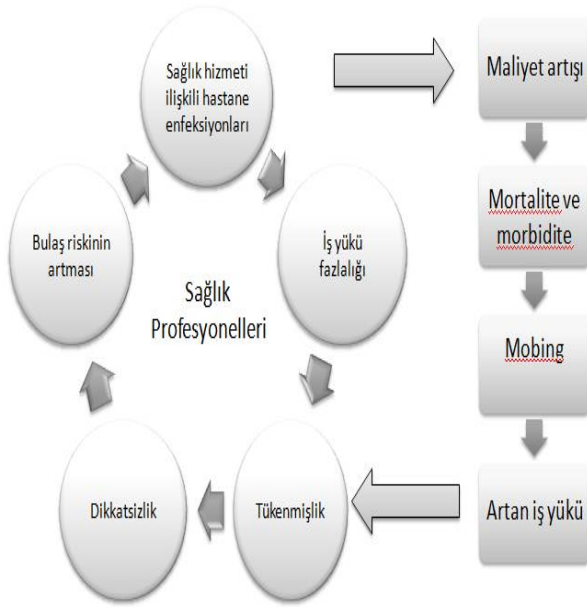 Sağlık hizmeti
ilişkili hastane
enfeksiyonları
İş yükü
fazlalığı
Tükenmişlik
Dikkatsizlik
Bulaş riskinin
artması
Sağlık
Profesyonelleri
Maliyet artışı
Mortalite ve
morbidite
Mobing
Artan iş yükü